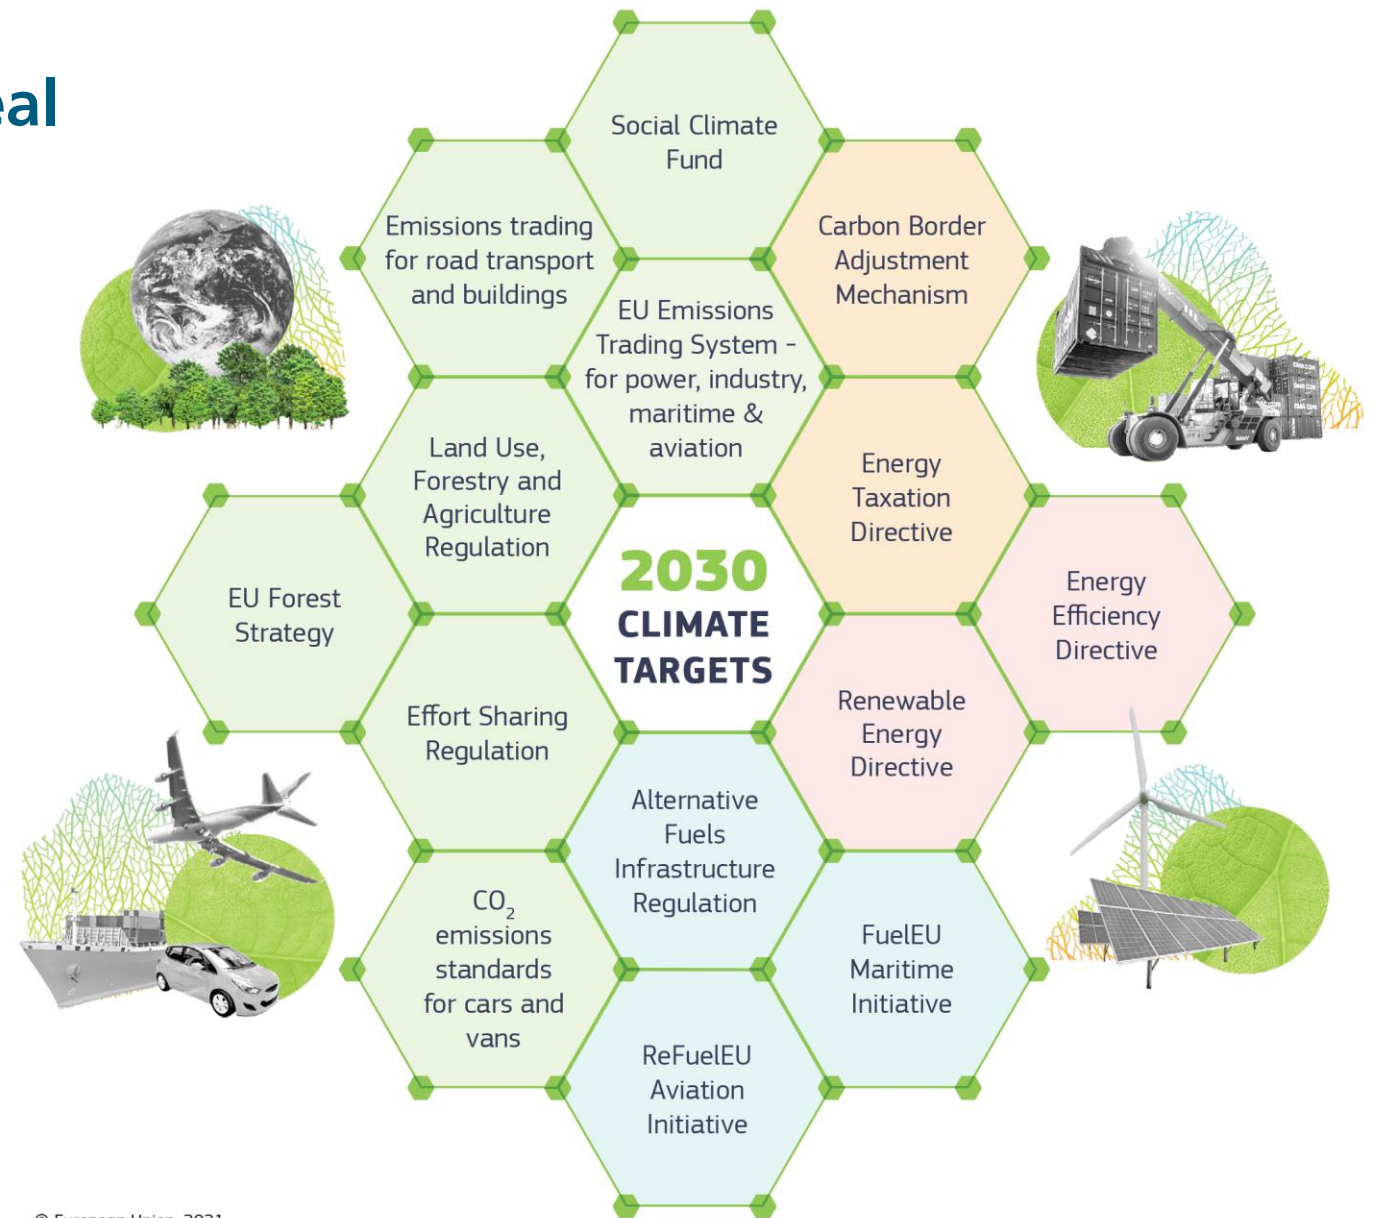 eal
Social Climate
Fund
Emissions trading
for road transport
and buildings
Carbon Border
Adjustment
Mechanism
EU Emissions
Trading System -
for power, industry,
maritime &
aviation
Land Use,
Forestry and
Agriculture
Regulation
Energy
Taxation
Directive
EU Forest
Strategy
2030
CLIMATE
TARGETS
Energy
Efficiency
Directive
Effort Sharing
Regulation
Renewable
Energy
Directive
Alternative
Fuels
Infrastructure
Regulation
CO₂
emissions
standards
for cars and
vans
FuelEU
Maritime
Initiative
ReFuelEU
Aviation
Initiative
© European Union, 2021